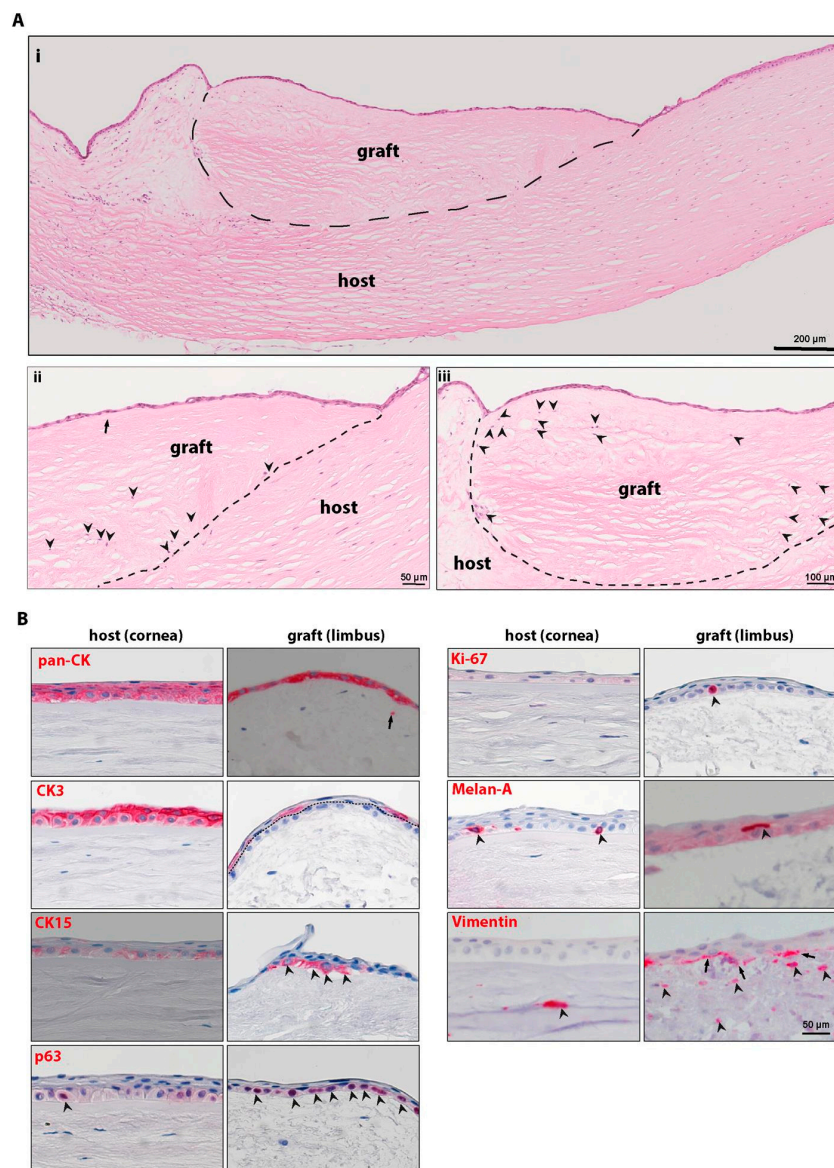 A
i
graft
host
200 µm
ii
graft
host
50 µm
iii
graft
host
100 µm
B
host (cornea)
graft (limbus)
pan-CK
CK3
CK15
p63
host (cornea)
graft (limbus)
Ki-67
Melan-A
Vimentin
50 µm